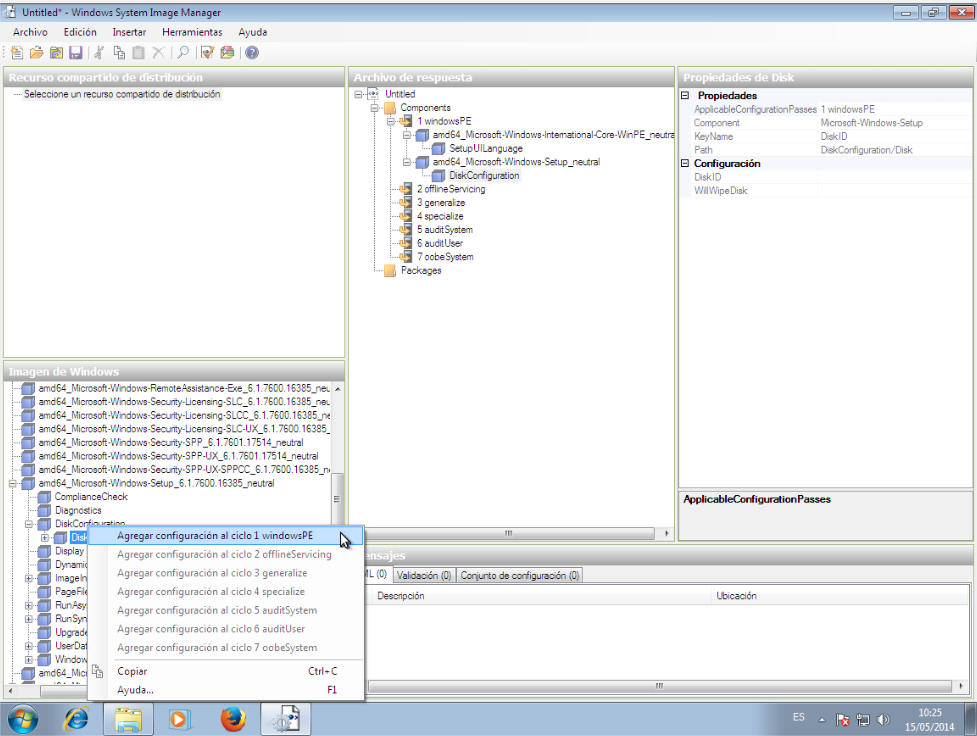 Untitled* - Windows System Image Manager
Archivo Edición Insertar Herramientas Ayuda
Recurso compartido de distribución
Seleccione un recurso compartido de distribución
Archivo de respuesta
Untitled
Components
1 windowsPE
amd64_Microsoft-Windows-International-Core-WinPE_neutra
SetupUILanguage
amd64_Microsoft-Windows-Setup_neutral
DiskConfiguration
2 offlineServicing
3 generalize
4 specialize
5 auditSystem
6 auditUser
7 oobeSystem
Packages
Propiedades de Disk
Propiedades
ApplicableConfigurationPasses 1 windowsPE
Component Microsoft-Windows-Setup
KeyName DiskID
Path DiskConfiguration/Disk
Configuración
DiskID
WillWipeDisk
ApplicableConfigurationPasses
Imagen de Windows
amd64_Microsoft-Windows-RemoteAssistance-Exe_6.1.7600.16385_neu
amd64_Microsoft-Windows-Security-Licensing-SLC_6.1.7600.16385_neu
amd64_Microsoft-Windows-Security-Licensing-SLCC_6.1.7600.16385_ne
amd64_Microsoft-Windows-Security-Licensing-SLC-UX_6.1.7600.16385_
amd64_Microsoft-Windows-Security-SPP_6.1.7601.17514_neutral
amd64_Microsoft-Windows-Security-SPP-UX_6.1.7601.17514_neutral
amd64_Microsoft-Windows-Security-SPP-UX-SPPCC_6.1.7600.16385_n
amd64_Microsoft-Windows-Setup_6.1.7600.16385_neutral
ComplianceCheck
Diagnostics
DiskConfiguration
Disk
Display
Dynamic
ImageIn
PageFile
RunAsy
RunSyn
Upgrade
UserDat
Window
amd64_Micr
Agregar configuración al ciclo 1 windowsPE
Agregar configuración al ciclo 2 offlineServicing
Agregar configuración al ciclo 3 generalize
Agregar configuración al ciclo 4 specialize
Agregar configuración al ciclo 5 auditSystem
Agregar configuración al ciclo 6 auditUser
Agregar configuración al ciclo 7 oobeSystem
Copiar Ctrl+C
Ayuda... F1
ensajes
ML (0) Validación (0) Conjunto de configuración (0)
Descripción Ubicación
ES
10:25
15/05/2014